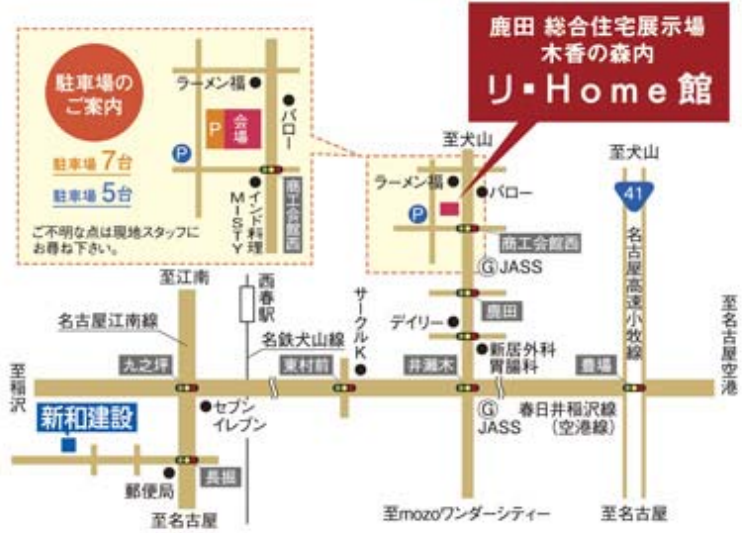 鹿田 総合住宅展示場
木香の森内
リ・Home館
駐車場の
ご案内
駐車場 7台
駐車場 5台
ご不明な点は現地スタッフに
お尋ね下さい。
ラーメン福
バロー
P
会場
P
インド料理
MISTY
商工会館西
至犬山
ラーメン福
バロー
P
商工会館西
G JASS
鹿田
デイリー
新居外科
胃腸科
至犬山
41
名古屋高速小牧線
至名古屋空港
至江南
名古屋江南線
西春駅
名鉄犬山線
サークルK
九之坪
東村前
井瀬木
豊場
至稲沢
新和建設
セブン
イレブン
G
JASS
春日井稲沢線
(空港線)
長掘
郵便局
至名古屋
至mozoワンダーシティー
至名古屋